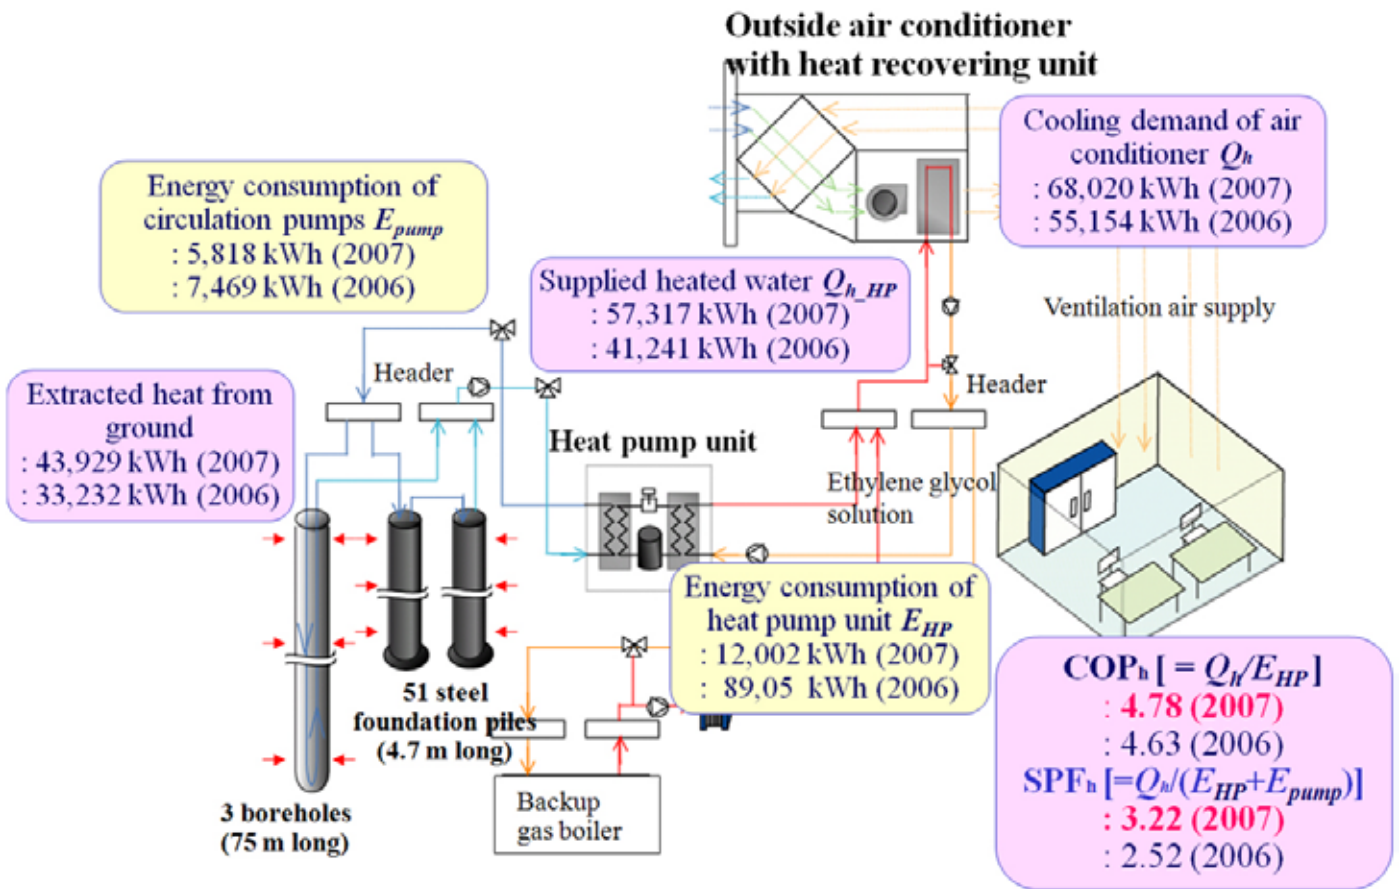 Outside air conditioner
with heat recovering unit
Cooling demand of air
conditioner Qh
: 68,020 kWh (2007)
: 55,154 kWh (2006)
Energy consumption of
circulation pumps Epump
: 5,818 kWh (2007)
: 7,469 kWh (2006)
Supplied heated water Qh_HP
: 57,317 kWh (2007)
: 41,241 kWh (2006)
Ventilation air supply
Header
Header
Extracted heat from
ground
: 43,929 kWh (2007)
: 33,232 kWh (2006)
Heat pump unit
Ethylene glycol
solution
Energy consumption of
heat pump unit EHP
: 12,002 kWh (2007)
: 89,05 kWh (2006)
51 steel
foundation piles
(4.7 m long)
3 boreholes
(75 m long)
Backup
gas boiler
COPh [ = Qh/EHP]
: 4.78 (2007)
: 4.63 (2006)
SPFh [=Qh/(EHP+Epump)]
: 3.22 (2007)
: 2.52 (2006)